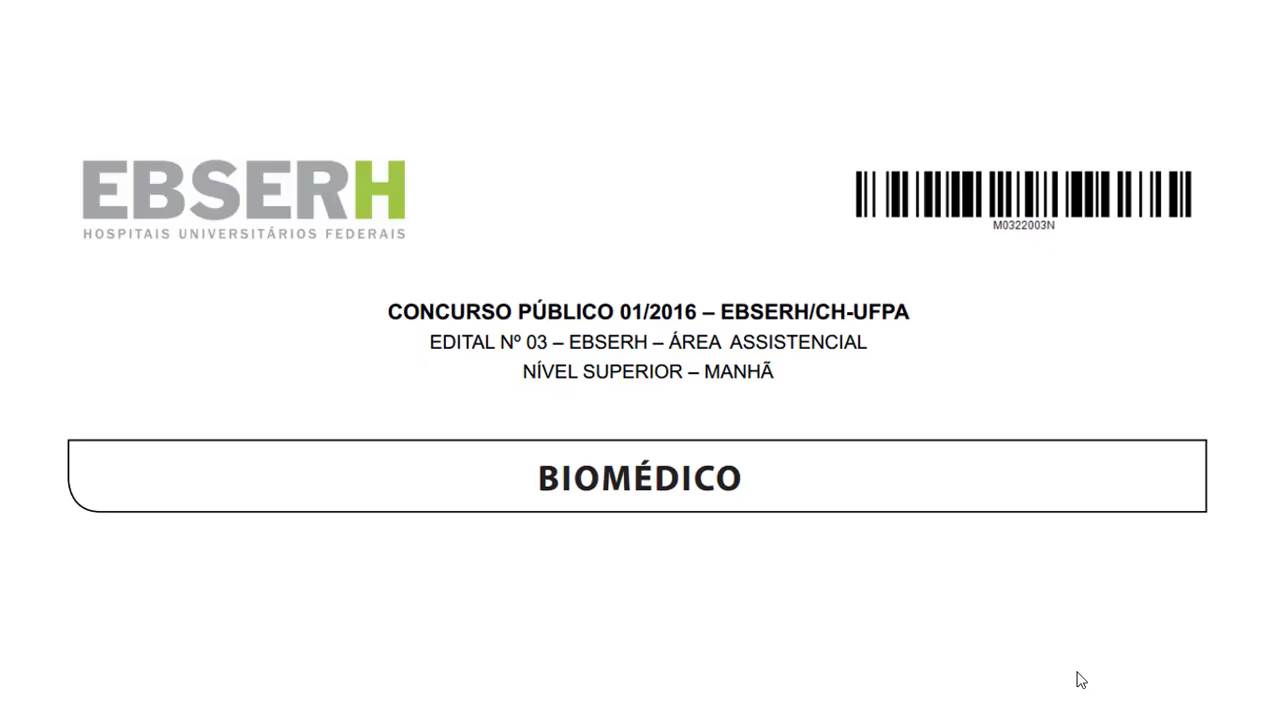 EBSERH
HOSPITAIS UNIVERSITÁRIOS FEDERAIS
M0322003N
CONCURSO PÚBLICO 01/2016 – EBSERH/CH-UFPA
EDITAL Nº 03 – EBSERH – ÁREA ASSISTENCIAL
NÍVEL SUPERIOR – MANHÃ
BIOMÉDICO